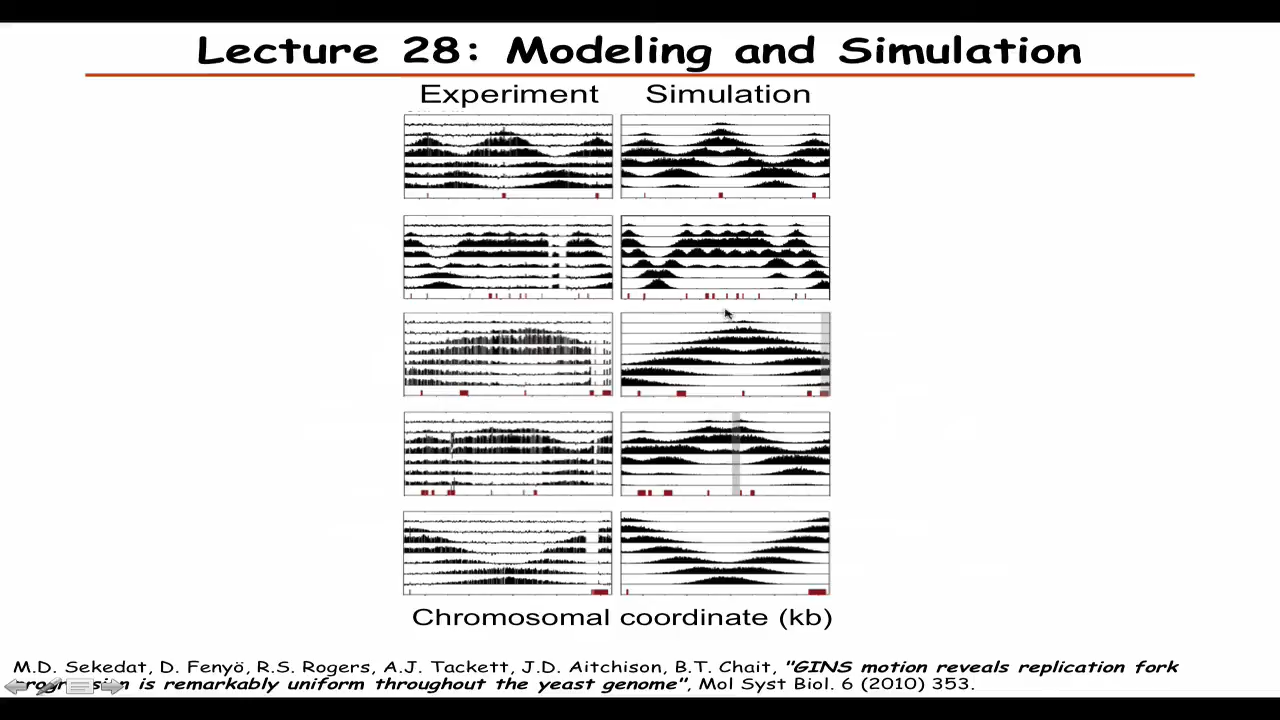 Lecture 28: Modeling and Simulation
Experiment Simulation
Chromosomal coordinate (kb)
M.D. Sekedat, D. Fenyö, R.S. Rogers, A.J. Tackett, J.D. Aitchison, B.T. Chait, "GINS motion reveals replication fork
is remarkably uniform throughout the yeast genome", Mol Syst Biol. 6 (2010) 353.